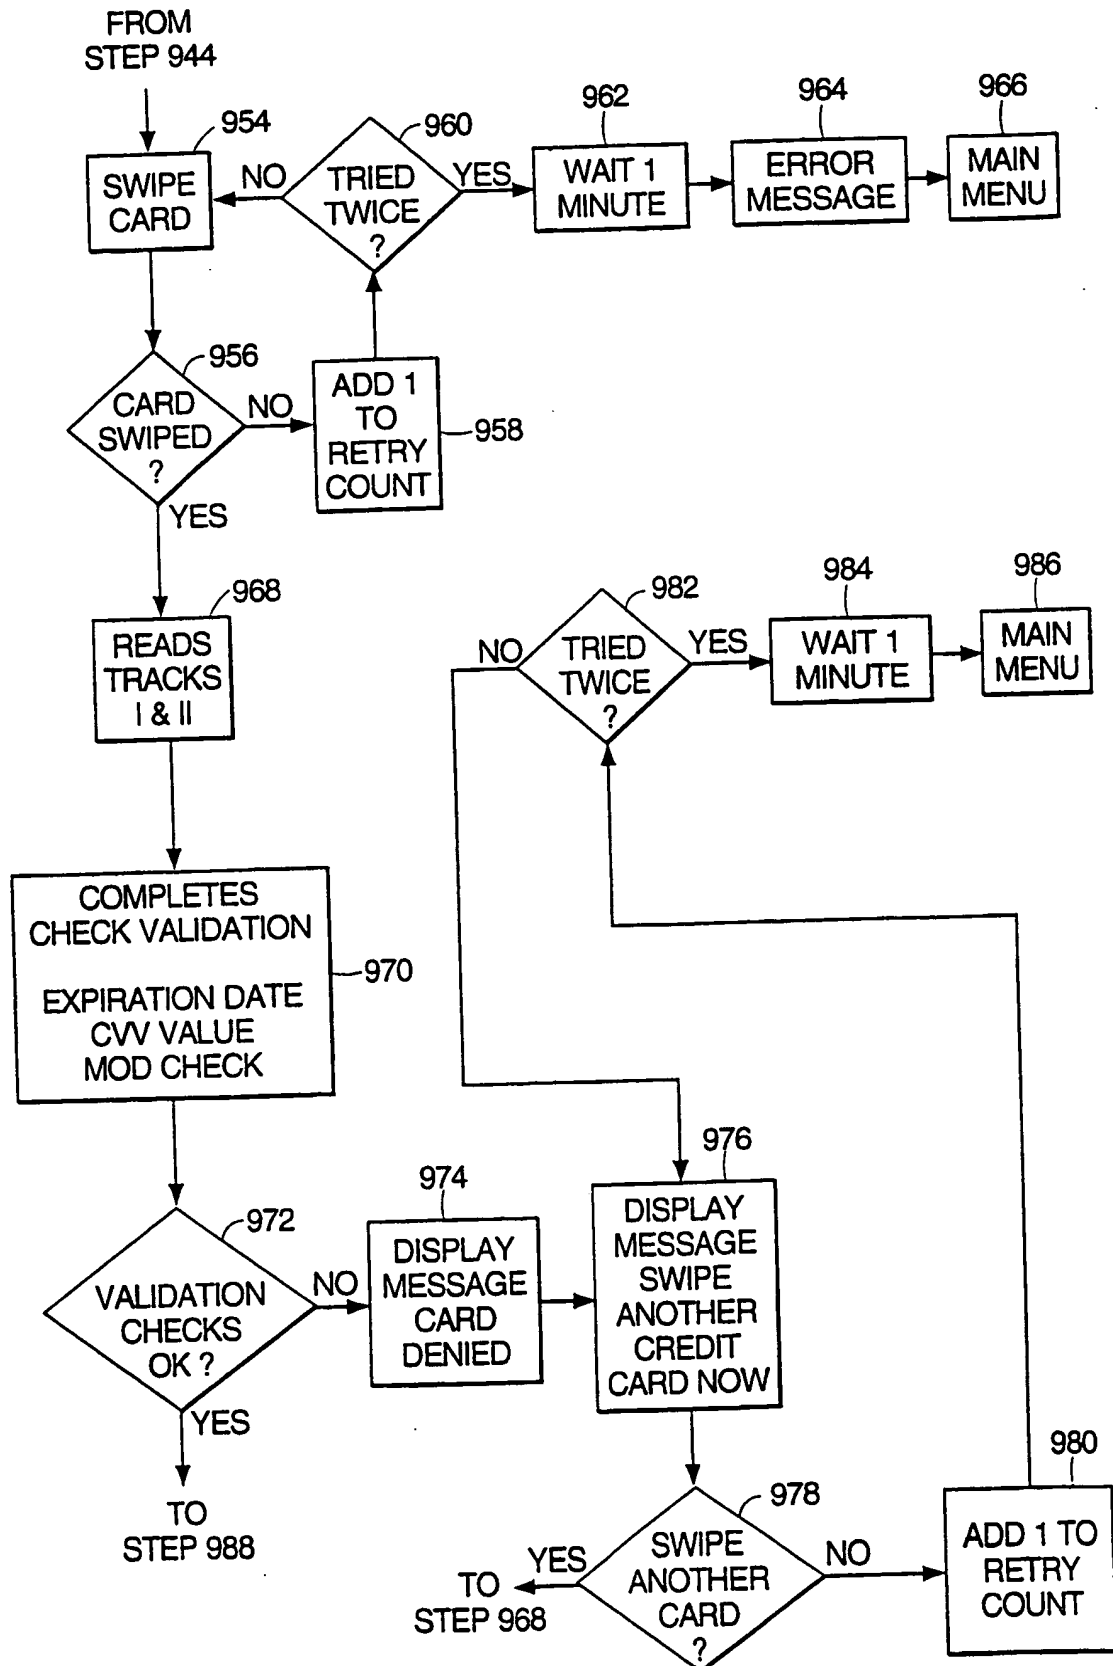 FROM
STEP 944
954
SWIPE
CARD
NO
960
TRIED
TWICE
?
YES
962
WAIT 1
MINUTE
964
ERROR
MESSAGE
966
MAIN
MENU
956
CARD
SWIPED
?
NO
YES
ADD 1
TO
RETRY
COUNT
958
968
READS
TRACKS
I & II
982
NO
TRIED
TWICE
?
YES
984
WAIT 1
MINUTE
986
MAIN
MENU
COMPLETES
CHECK VALIDATION
EXPIRATION DATE
CVV VALUE
MOD CHECK
970
972
VALIDATION
CHECKS
OK ?
NO
YES
TO
STEP 988
974
DISPLAY
MESSAGE
CARD
DENIED
976
DISPLAY
MESSAGE
SWIPE
ANOTHER
CREDIT
CARD NOW
978
SWIPE
ANOTHER
CARD
?
YES
TO
STEP 968
NO
980
ADD 1 TO
RETRY
COUNT